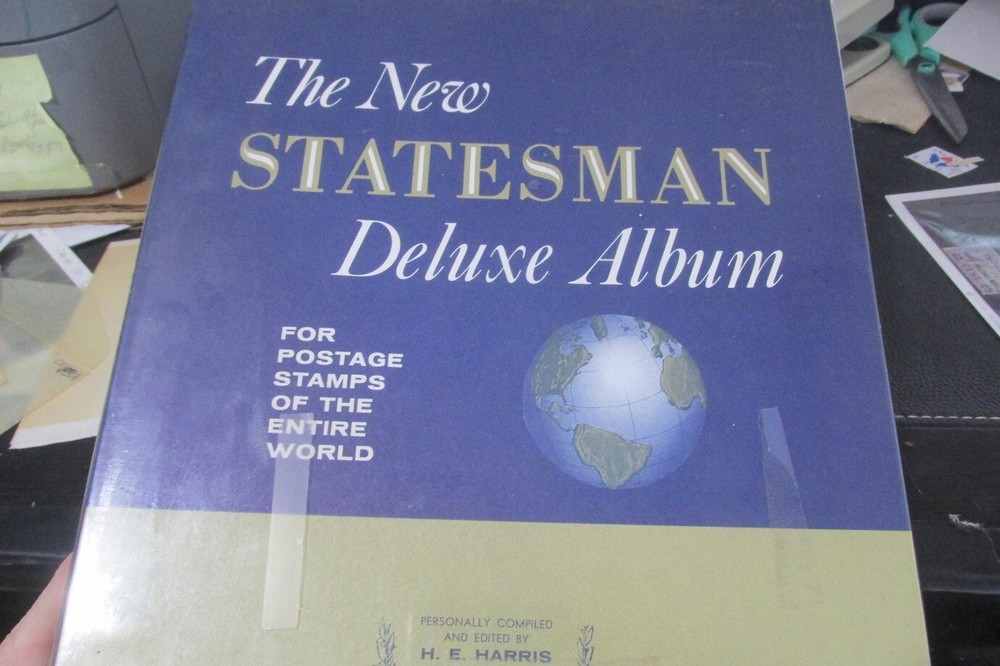 The New
STATESMAN
Deluxe Album
FOR
POSTAGE
STAMPS
OF THE
ENTIRE
WORLD
PERSONALLY COMPILED
AND EDITED BY
H. E. HARRIS